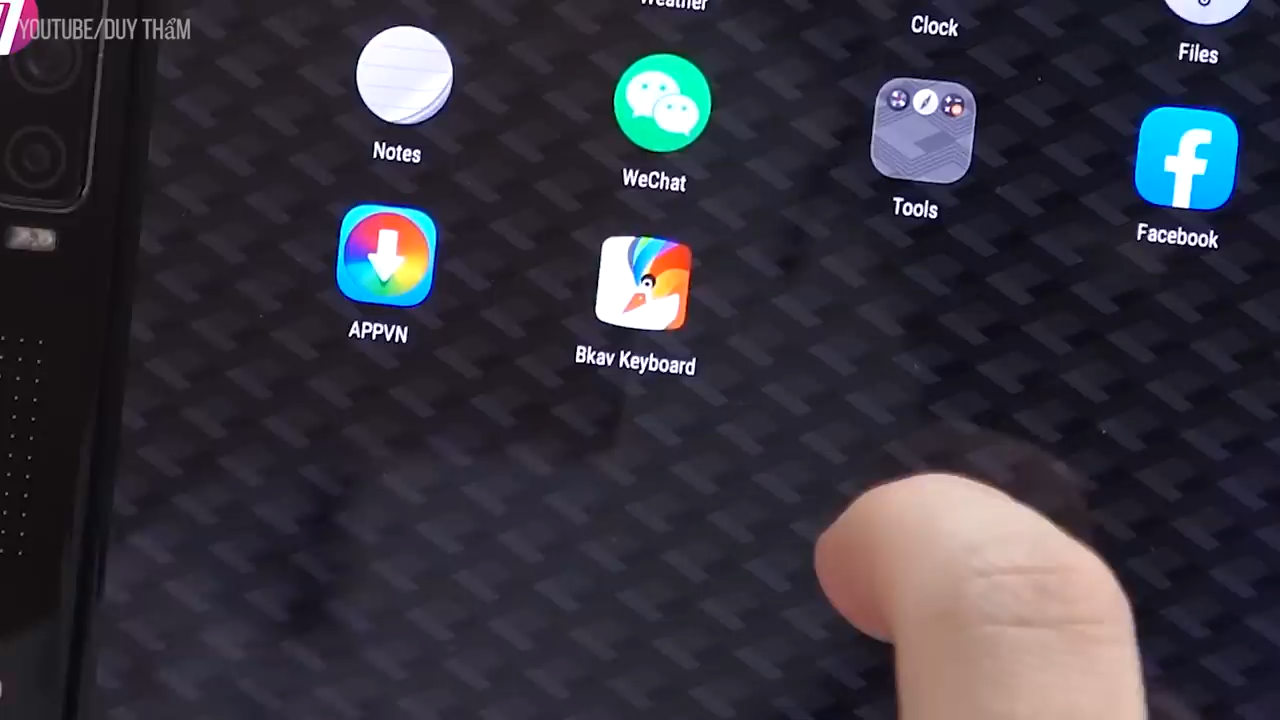 YOUTUBE/DUY THẨM
Weather
Clock
Files
Notes
WeChat
Tools
Facebook
APPVN
Bkav Keyboard